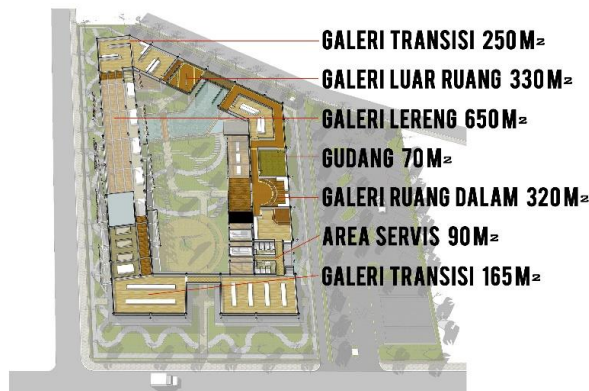 GALERI TRANSISI 250M²
GALERI LUAR RUANG 330M²
GALERI LERENG 650M²
GUDANG 70M²
GALERI RUANG DALAM 320M²
AREA SERVIS 90M²
GALERI TRANSISI 165M²